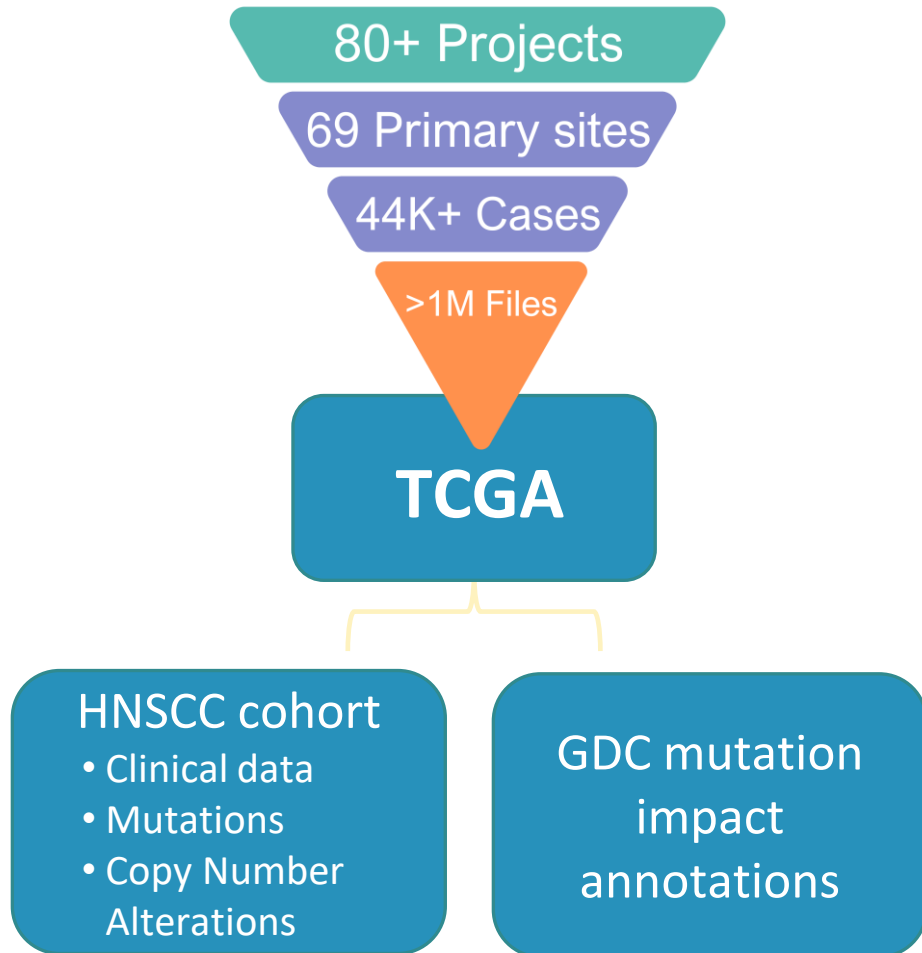 80+ Projects
69 Primary sites
44K+ Cases
>1M Files
TCGA
HNSCC cohort
• Clinical data
• Mutations
• Copy Number
Alterations
GDC mutation
impact
annotations